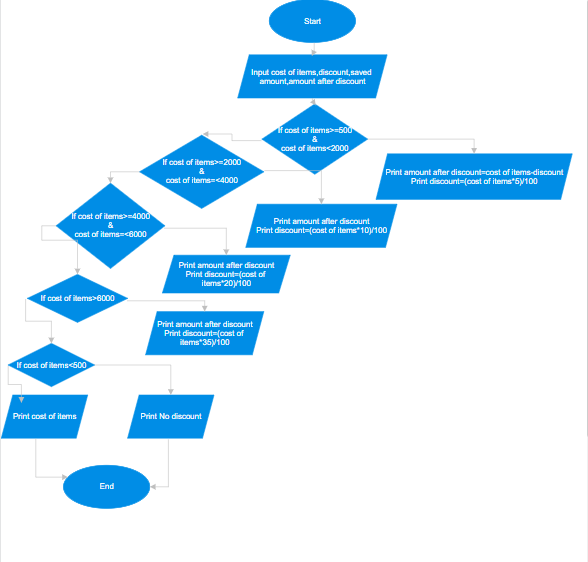 Start
Input cost of items,discount,saved
amount,amount after discount
If cost of items>=500
&
cost of items<2000
If cost of items>=2000
&
cost of items=<4000
Print amount after discount=cost of items-discount
Print discount=(cost of items*5)/100
If cost of items>=4000
&
cost of items=<6000
Print amount after discount
Print discount=(cost of items*10)/100
Print amount after discount
Print discount=(cost of
items*20)/100
If cost of items>6000
Print amount after discount
Print discount=(cost of
items*35)/100
If cost of items<500
Print cost of items
Print No discount
End